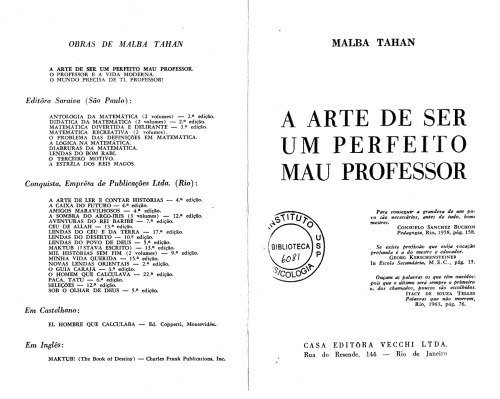 OBRAS DE MALBA TAHAN
A ARTE DE SER UM PERFEITO MAU PROFESSOR.
O PROFESSOR E A VIDA MODERNA.
O MUNDO PRECISA DE TI, PROFESSOR!
Editôra Saraiva (São Paulo):
ANTOLOGIA DA MATEMÁTICA (2 volumes) — 2.ª edição.
DIDÁTICA DA MATEMÁTICA (2 volumes) — 2.ª edição.
MATEMÁTICA DIVERTIDA E DELIRANTE — 3.ª edição.
MATEMÁTICA RECREATIVA (2 volumes).
O PROBLEMA DAS DEFINIÇÕES EM MATEMÁTICA.
A LÓGICA NA MATEMÁTICA.
DIABRURAS DA MATEMÁTICA.
LENDAS DO BOM RABI.
O TERCEIRO MOTIVO.
A ESTRÊLA DOS REIS MAGOS.
Conquista, Emprêsa de Publicações Ltda. (Rio):
A ARTE DE LER E CONTAR HISTÓRIAS — 4.ª edição.
A CAIXA DO FUTURO — 4.ª edição.
AMIGOS MARAVILHOSOS — 4.ª edição.
A SOMBRA DO ARCO-ÍRIS (3 volumes) — 12.ª edição.
AVENTURAS DO REI BARIBÊ — 7.ª edição.
CÉU DE ALLAH — 13.ª edição.
LENDAS DO CÉU E DA TERRA — 17.ª edição.
LENDAS DO DESERTO — 10.ª edição.
LENDAS DO POVO DE DEUS — 5.ª edição.
MAKTUB (ESTAVA ESCRITO) — 13.ª edição.
MIL HISTÓRIAS SEM FIM (2 volumes) — 9.ª edição.
MINHA VIDA QUERIDA — 15.ª edição.
NOVAS LENDAS ORIENTAIS — 2.ª edição.
O GUIA CARAJÁ — 3.ª edição.
O HOMEM QUE CALCULAVA — 22.ª edição.
PACA, TATU — 6.ª edição.
SELEÇÕES — 12.ª edição.
SOB O OLHAR DE DEUS — 5.ª edição.
Em Castelhano:
EL HOMBRE QUE CALCULABA — Ed. Coppetti, Montevidéu.
Em Inglês:
MAKTUB! (The Book of Destiny) — Charles Frank Publications, Inc.
MALBA TAHAN
A ARTE DE SER
UM PERFEITO
MAU PROFESSOR
INSTITUTO
USP
BIBLIOTECA
6081
PSICOLOGIA
Para conseguir a grandeza de um po-
vo são necessários, antes de tudo, bons
mestres.
CONSUELO SANCHEZ BUCHON
Pedagogia, Rio, 1958, pág. 158.
Se existe profissão que exija vocação
profunda é a do mestre e educador.
GEORG KERSCHENSTEINER
In Escola Secundária, M.E.C., pág. 15.
Ouçam as palavras os que têm ouvidos:
pois que o último será sempre o primeiro
e, dos chamados, poucos são escolhidos.
ITACY DE SOUZA TELLES
Palavras que não morrem,
Rio, 1963, pág. 76.
CASA EDITÔRA VECCHI LTDA.
Rua do Resende, 144 — Rio de Janeiro